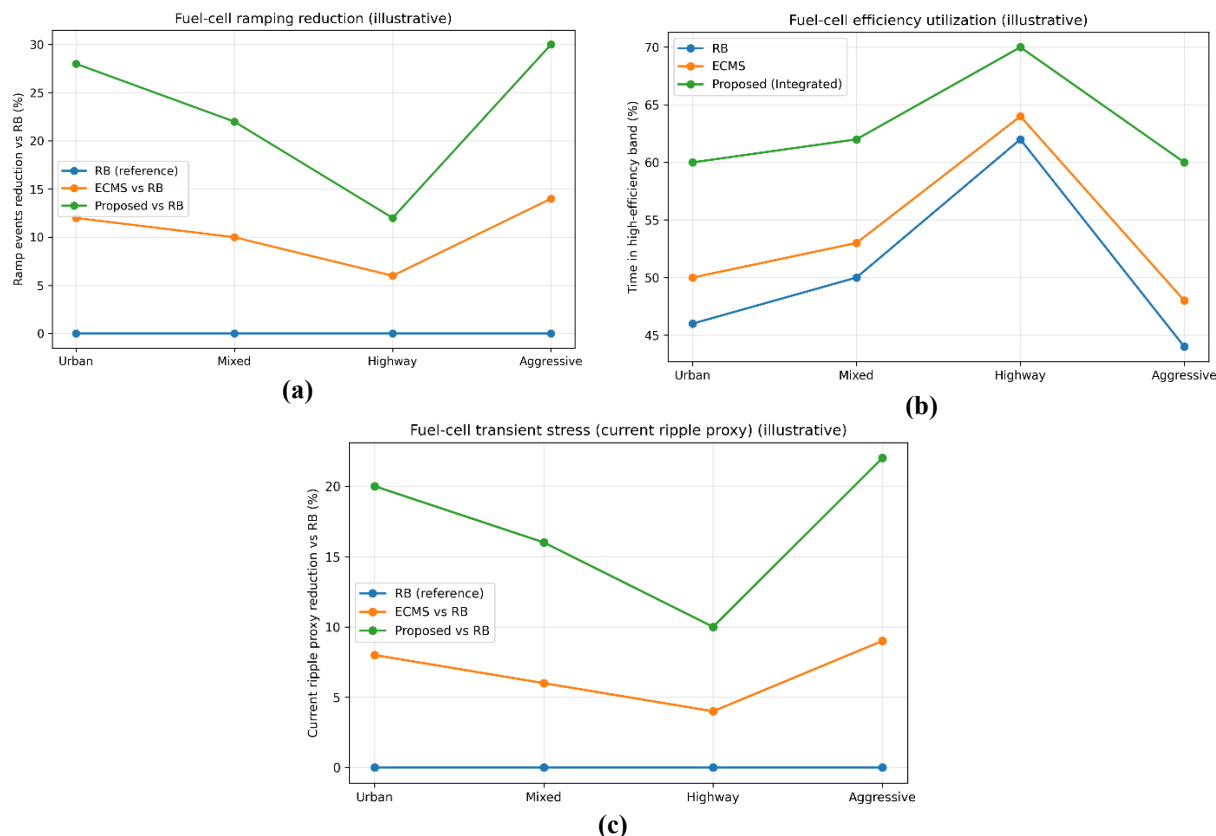 Fuel-cell ramping reduction (illustrative)
Ramp events reduction vs RB (%)
30
25
20
15
10
5
0
RB (reference)
ECMS vs RB
Proposed vs RB
Urban
Mixed
Highway
Aggressive
(a)
Fuel-cell efficiency utilization (illustrative)
Time in high-efficiency band (%)
70
65
60
55
50
45
RB
ECMS
Proposed (Integrated)
Urban
Mixed
Highway
Aggressive
(b)
Fuel-cell transient stress (current ripple proxy) (illustrative)
Current ripple proxy reduction vs RB (%)
20
15
10
5
0
RB (reference)
ECMS vs RB
Proposed vs RB
Urban
Mixed
Highway
Aggressive
(c)